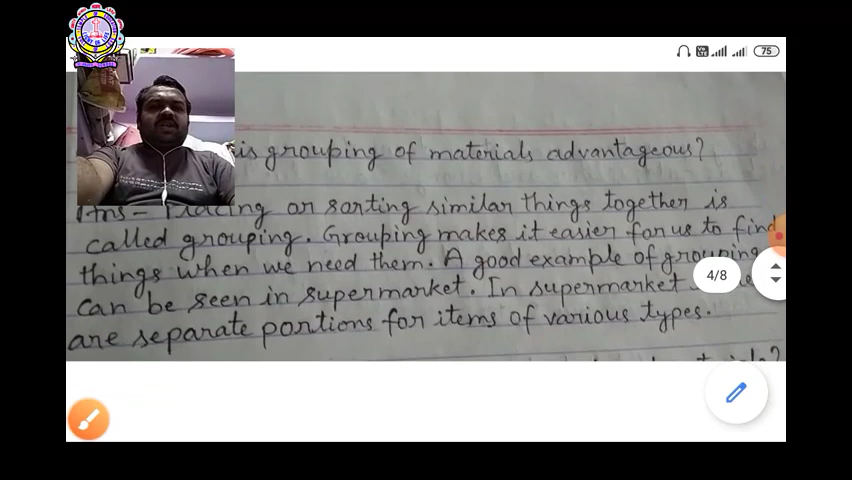 75
is grouping of materials advantageous?
Ans - Placing or sorting similar things together is
called grouping. Grouping makes it easier for us to find
things when we need them. A good example of grouping
4/8
can be seen in supermarket. In supermarket
are separate portions for items of various types.